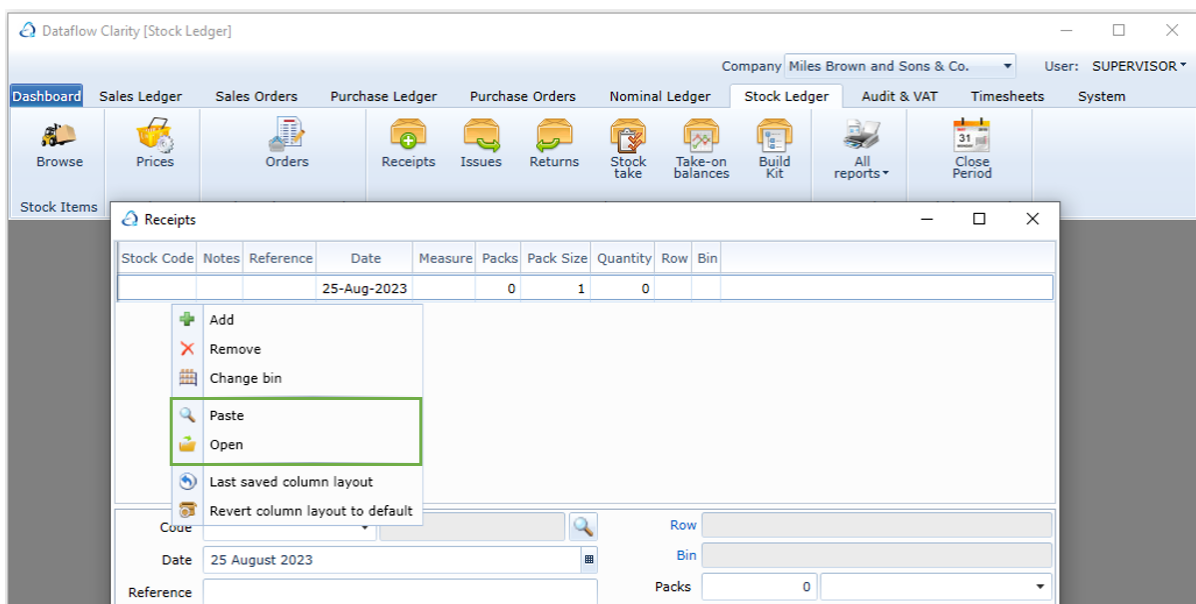 Dataflow Clarity [Stock Ledger]
Company Miles Brown and Sons & Co. User: SUPERVISOR
Dashboard Sales Ledger Sales Orders Purchase Ledger Purchase Orders Nominal Ledger Stock Ledger Audit & VAT Timesheets System
31
Browse Prices Orders Receipts Issues Returns Stock take Take-on balances Build Kit All reports Close Period
Stock Items
Receipts
Stock Code Notes Reference Date Measure Packs Pack Size Quantity Row Bin
25-Aug-2023 0 1 0
Add
Remove
Change bin
Paste
Open
Last saved column layout
Revert column layout to default
Code Row
Date 25 August 2023 Bin
Reference Packs 0